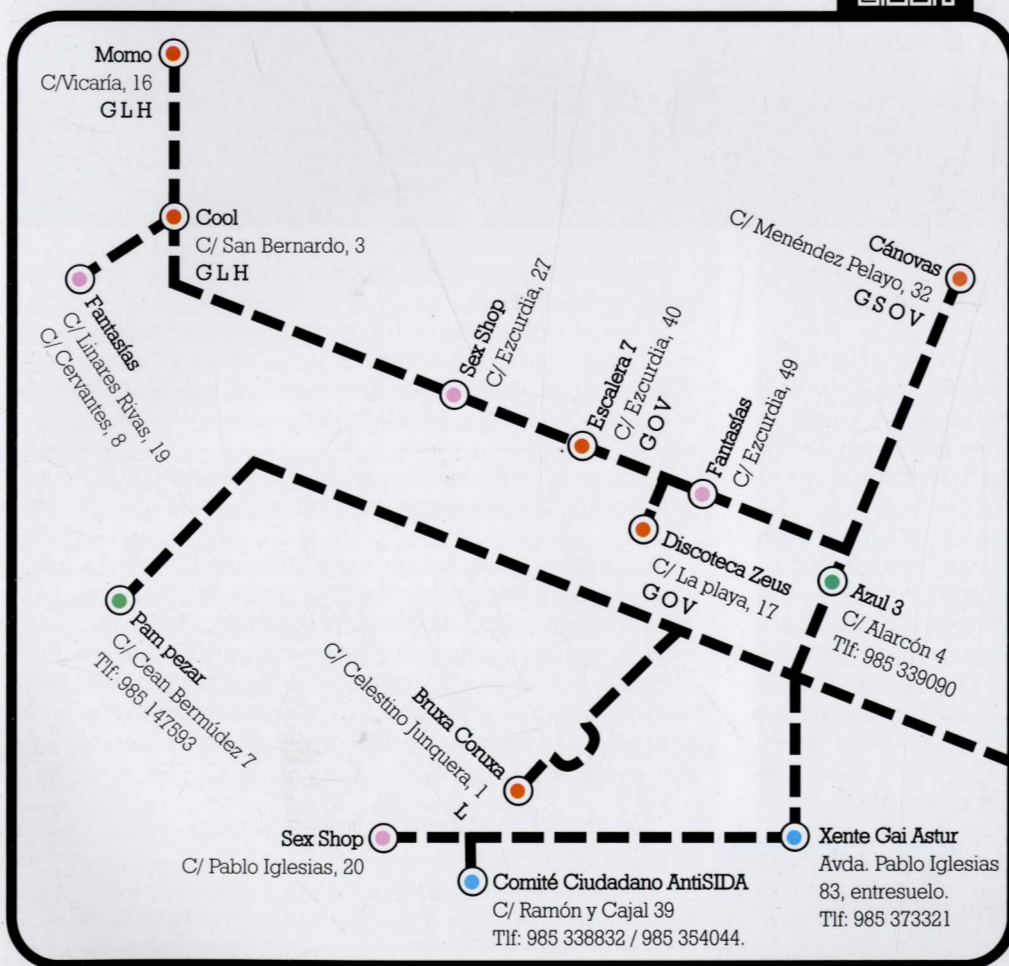 Momo
C/Vicaría, 16
GLH
Cool
C/ San Bernardo, 3
GLH
Fantasías
C/ Linares Rivas, 19
C/ Cervantes, 8
Sex Shop
C/ Ezcurdia, 27
Escalera 7
C/ Ezcurdia, 40
GOV
Fantasías
C/ Ezcurdia, 49
Cánovas
C/ Menéndez Pelayo, 32
GSOV
Discoteca Zeus
C/ La playa, 17
GOV
Azul 3
C/ Alarcón 4
Tlf: 985 339090
Pam pezar
C/ Cean Bermúdez 7
Tlf: 985 147593
Bruxa Coruxa
C/ Celestino Junquera, 1
L
Sex Shop
C/ Pablo Iglesias, 20
Comité Ciudadano AntiSIDA
C/ Ramón y Cajal 39
Tlf: 985 338832 / 985 354044.
Xente Gai Astur
Avda. Pablo Iglesias
83, entresuelo.
Tlf: 985 373321